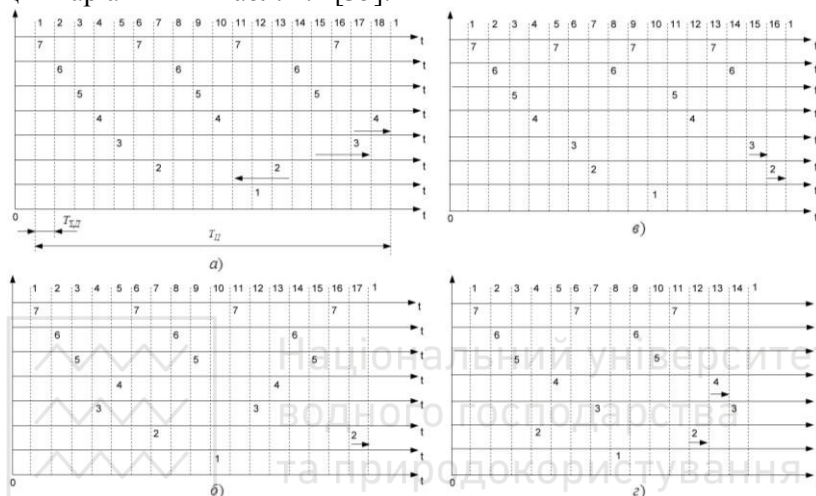 1 2 3 4 5 6 7 8 9 10 11 12 13 14 15 16 17 18 1
7 7 7 7 t
6 6 6 t
5 5 5 t
4 4 4 t
3 3 t
2 2 t
1 t
0 t
Tц
а)
1 2 3 4 5 6 7 8 9 10 11 12 13 14 15 16 1
7 7 7 7 t
6 6 6 t
5 5 t
4 4 t
3 3 t
2 2 t
1 t
0 t
в)
1 2 3 4 5 6 7 8 9 10 11 12 13 14 15 16 17 1
7 7 7 7 t
6 6 6 t
5 5 5 t
4 4 t
3 3 t
2 2 t
1 t
0 t
б)
1 2 3 4 5 6 7 8 9 10 11 12 13 14 1
7 7 7 t
6 6 t
5 5 t
4 4 t
3 3 t
2 2 t
1 t
0 t
г)
Національний університе
водного господарства
та природокористування